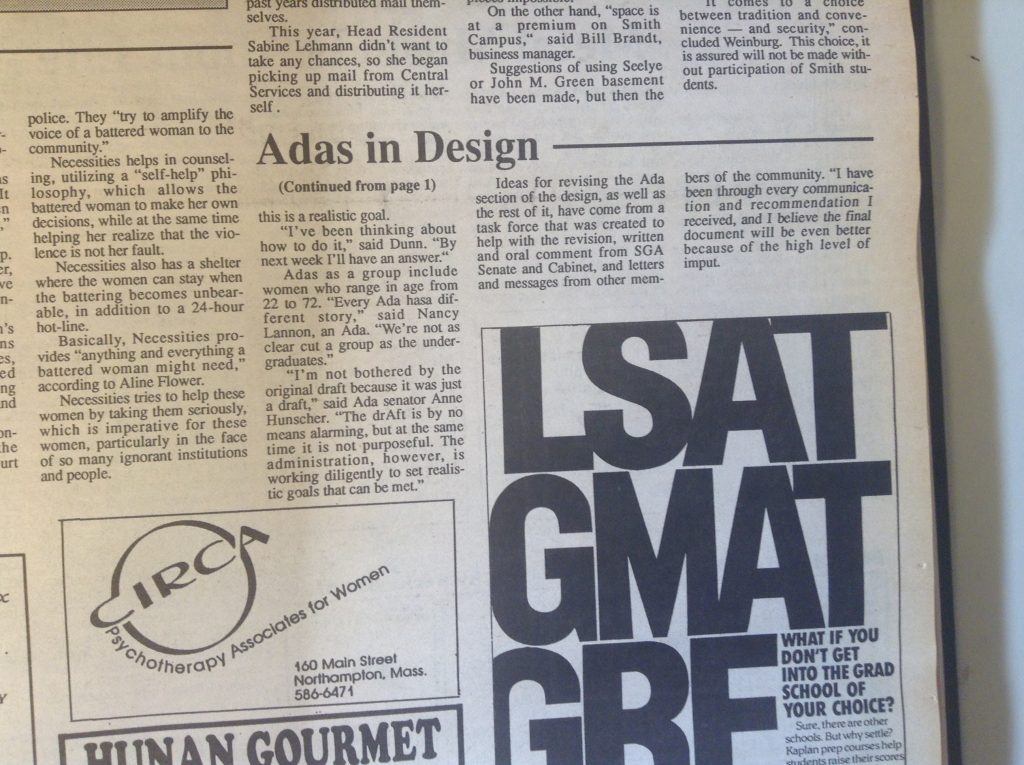 past years distributed mail them-
selves.
This year, Head Resident
Sabine Lehmann didn't want to
take any chances, so she began
picking up mail from Central
Services and distributing it her-
self .
On the other hand, “space is
at a premium on Smith
Campus,“ said Bill Brandt,
business manager.
Suggestions of using Seelye
or John M. Green basement
have been made, but then the
It comes to a choice
between tradition and conve-
nience — and security,” con-
cluded Weinburg. This choice, it
is assured will not be made with-
out participation of Smith stu-
dents.
police. They “try to amplify the
voice of a battered woman to the
community.”
Necessities helps in counsel-
ing, utilizing a “self-help” phi-
losophy, which allows the
battered woman to make her own
decisions, while at the same time
helping her realize that the vio-
lence is not her fault.
Necessities also has a shelter
where the women can stay when
the battering becomes unbear-
able, in addition to a 24-hour
hot-line.
Basically, Necessities pro-
vides “anything and everything a
battered woman might need,”
according to Aline Flower.
Necessities tries to help these
women by taking them seriously,
which is imperative for these
women, particularly in the face
of so many ignorant institutions
and people.
Adas in Design
(Continued from page 1)
this is a realistic goal.
“I've been thinking about
how to do it,” said Dunn. “By
next week I'll have an answer.“
Adas as a group include
women who range in age from
22 to 72. “Every Ada hasa dif-
ferent story,” said Nancy
Lannon, an Ada. “We're not as
clear cut a group as the under-
graduates.”
“I'm not bothered by the
original draft because it was just
a draft,” said Ada senator Anne
Hunscher. “The drAft is by no
means alarming, but at the same
time it is not purposeful. The
administration, however, is
working diligently to set realis-
tic goals that can be met.”
Ideas for revising the Ada
section of the design, as well as
the rest of it, have come from a
task force that was created to
help with the revision, written
and oral comment from SGA
Senate and Cabinet, and letters
and messages from other mem-
bers of the community. “I have
been through every communica-
tion and recommendation I
received, and I believe the final
document will be even better
because of the high level of
imput.
CIRCA
Psychotherapy Associates for Women
160 Main Street
Northampton, Mass.
586-6471
HUNAN GOURMET
LSAT
GMAT
GRE
WHAT IF YOU
DON'T GET
INTO THE GRAD
SCHOOL OF
YOUR CHOICE?
Sure, there are other
schools. But why settle?
Kaplan prep courses help
students raise their scores